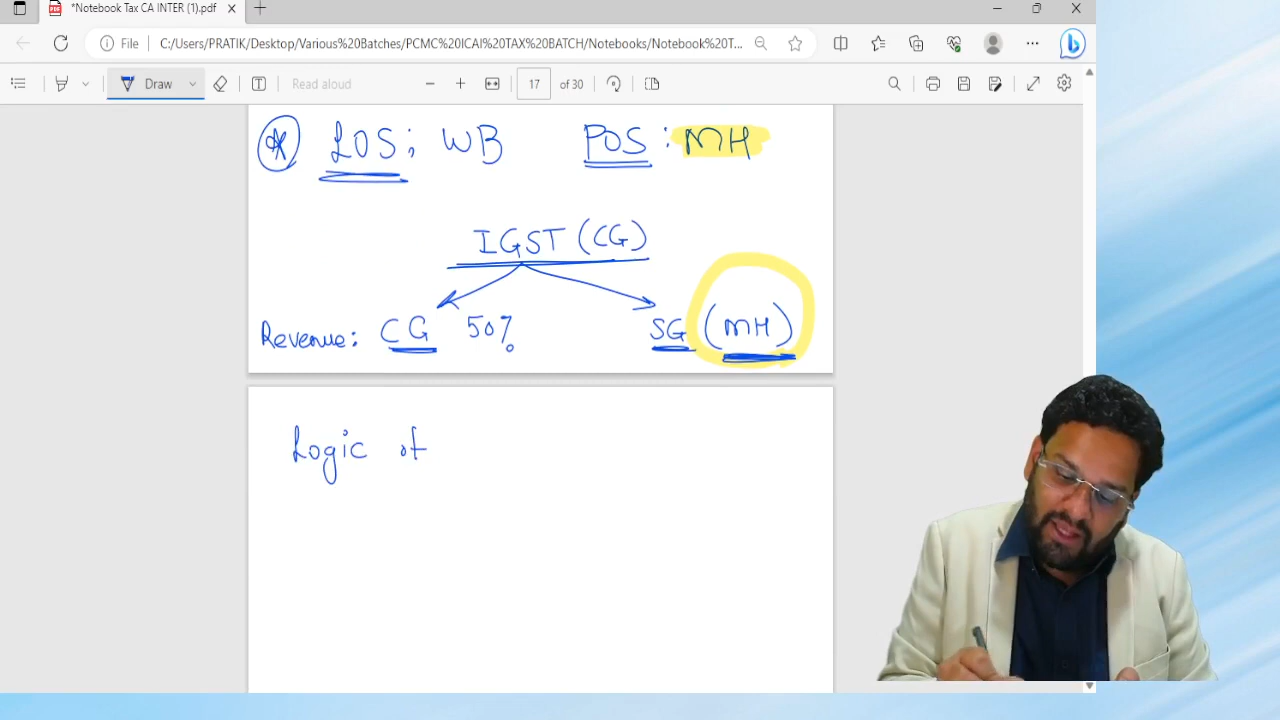 *Notebook Tax CA INTER (1).pdf
File C:/Users/PRATIK/Desktop/Various%20Batches/PCMC%20ICAI%20TAX%20BATCH/Notebooks/Notebook%20T...
Draw Read aloud 17 of 30
LOS: WB POS: MH
IGST (CG)
Revenue: CG 50% SG (MH)
Logic of